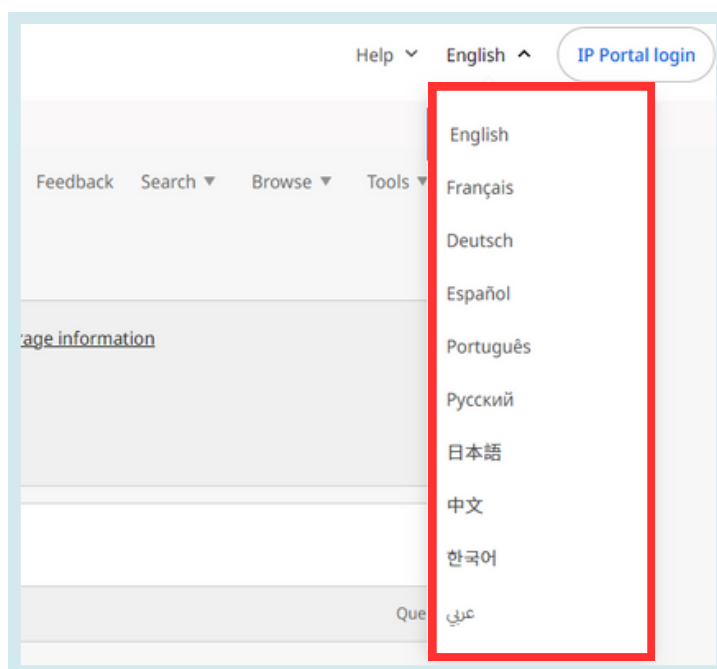 Help English IP Portal login
English
Feedback Search Browse Tools
Français
Deutsch
Español
rage information
Português
Русский
日本語
中文
한국어
Que
عربي